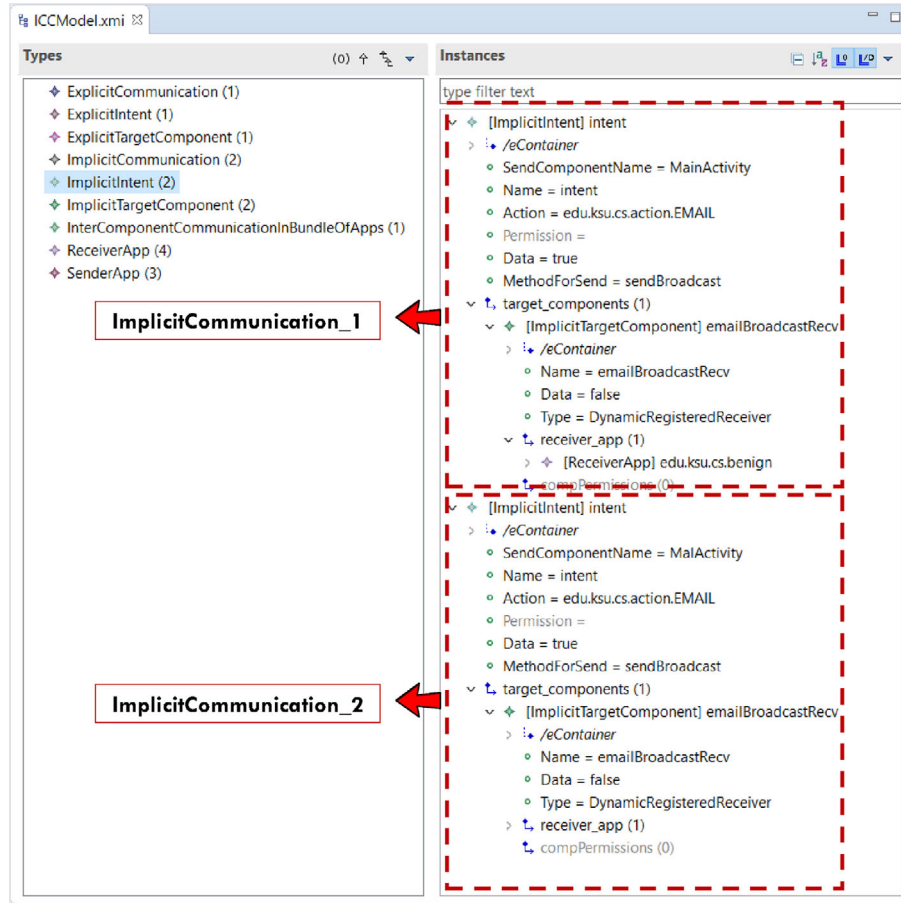 ICCModel.xmi
Types
(0)
ExplicitCommunication (1)
ExplicitIntent (1)
ExplicitTargetComponent (1)
ImplicitCommunication (2)
ImplicitIntent (2)
ImplicitTargetComponent (2)
InterComponentCommunicationInBundleOfApps (1)
ReceiverApp (4)
SenderApp (3)
ImplicitCommunication_1
ImplicitCommunication_2
Instances
type filter text
[ImplicitIntent] intent
/eContainer
SendComponentName = MainActivity
Name = intent
Action = edu.ksu.cs.action.EMAIL
Permission =
Data = true
MethodForSend = sendBroadcast
target_components (1)
[ImplicitTargetComponent] emailBroadcastRecv
/eContainer
Name = emailBroadcastRecv
Data = false
Type = DynamicRegisteredReceiver
receiver_app (1)
[ReceiverApp] edu.ksu.cs.benign
compPermissions (0)
[ImplicitIntent] intent
/eContainer
SendComponentName = MalActivity
Name = intent
Action = edu.ksu.cs.action.EMAIL
Permission =
Data = true
MethodForSend = sendBroadcast
target_components (1)
[ImplicitTargetComponent] emailBroadcastRecv
/eContainer
Name = emailBroadcastRecv
Data = false
Type = DynamicRegisteredReceiver
receiver_app (1)
compPermissions (0)